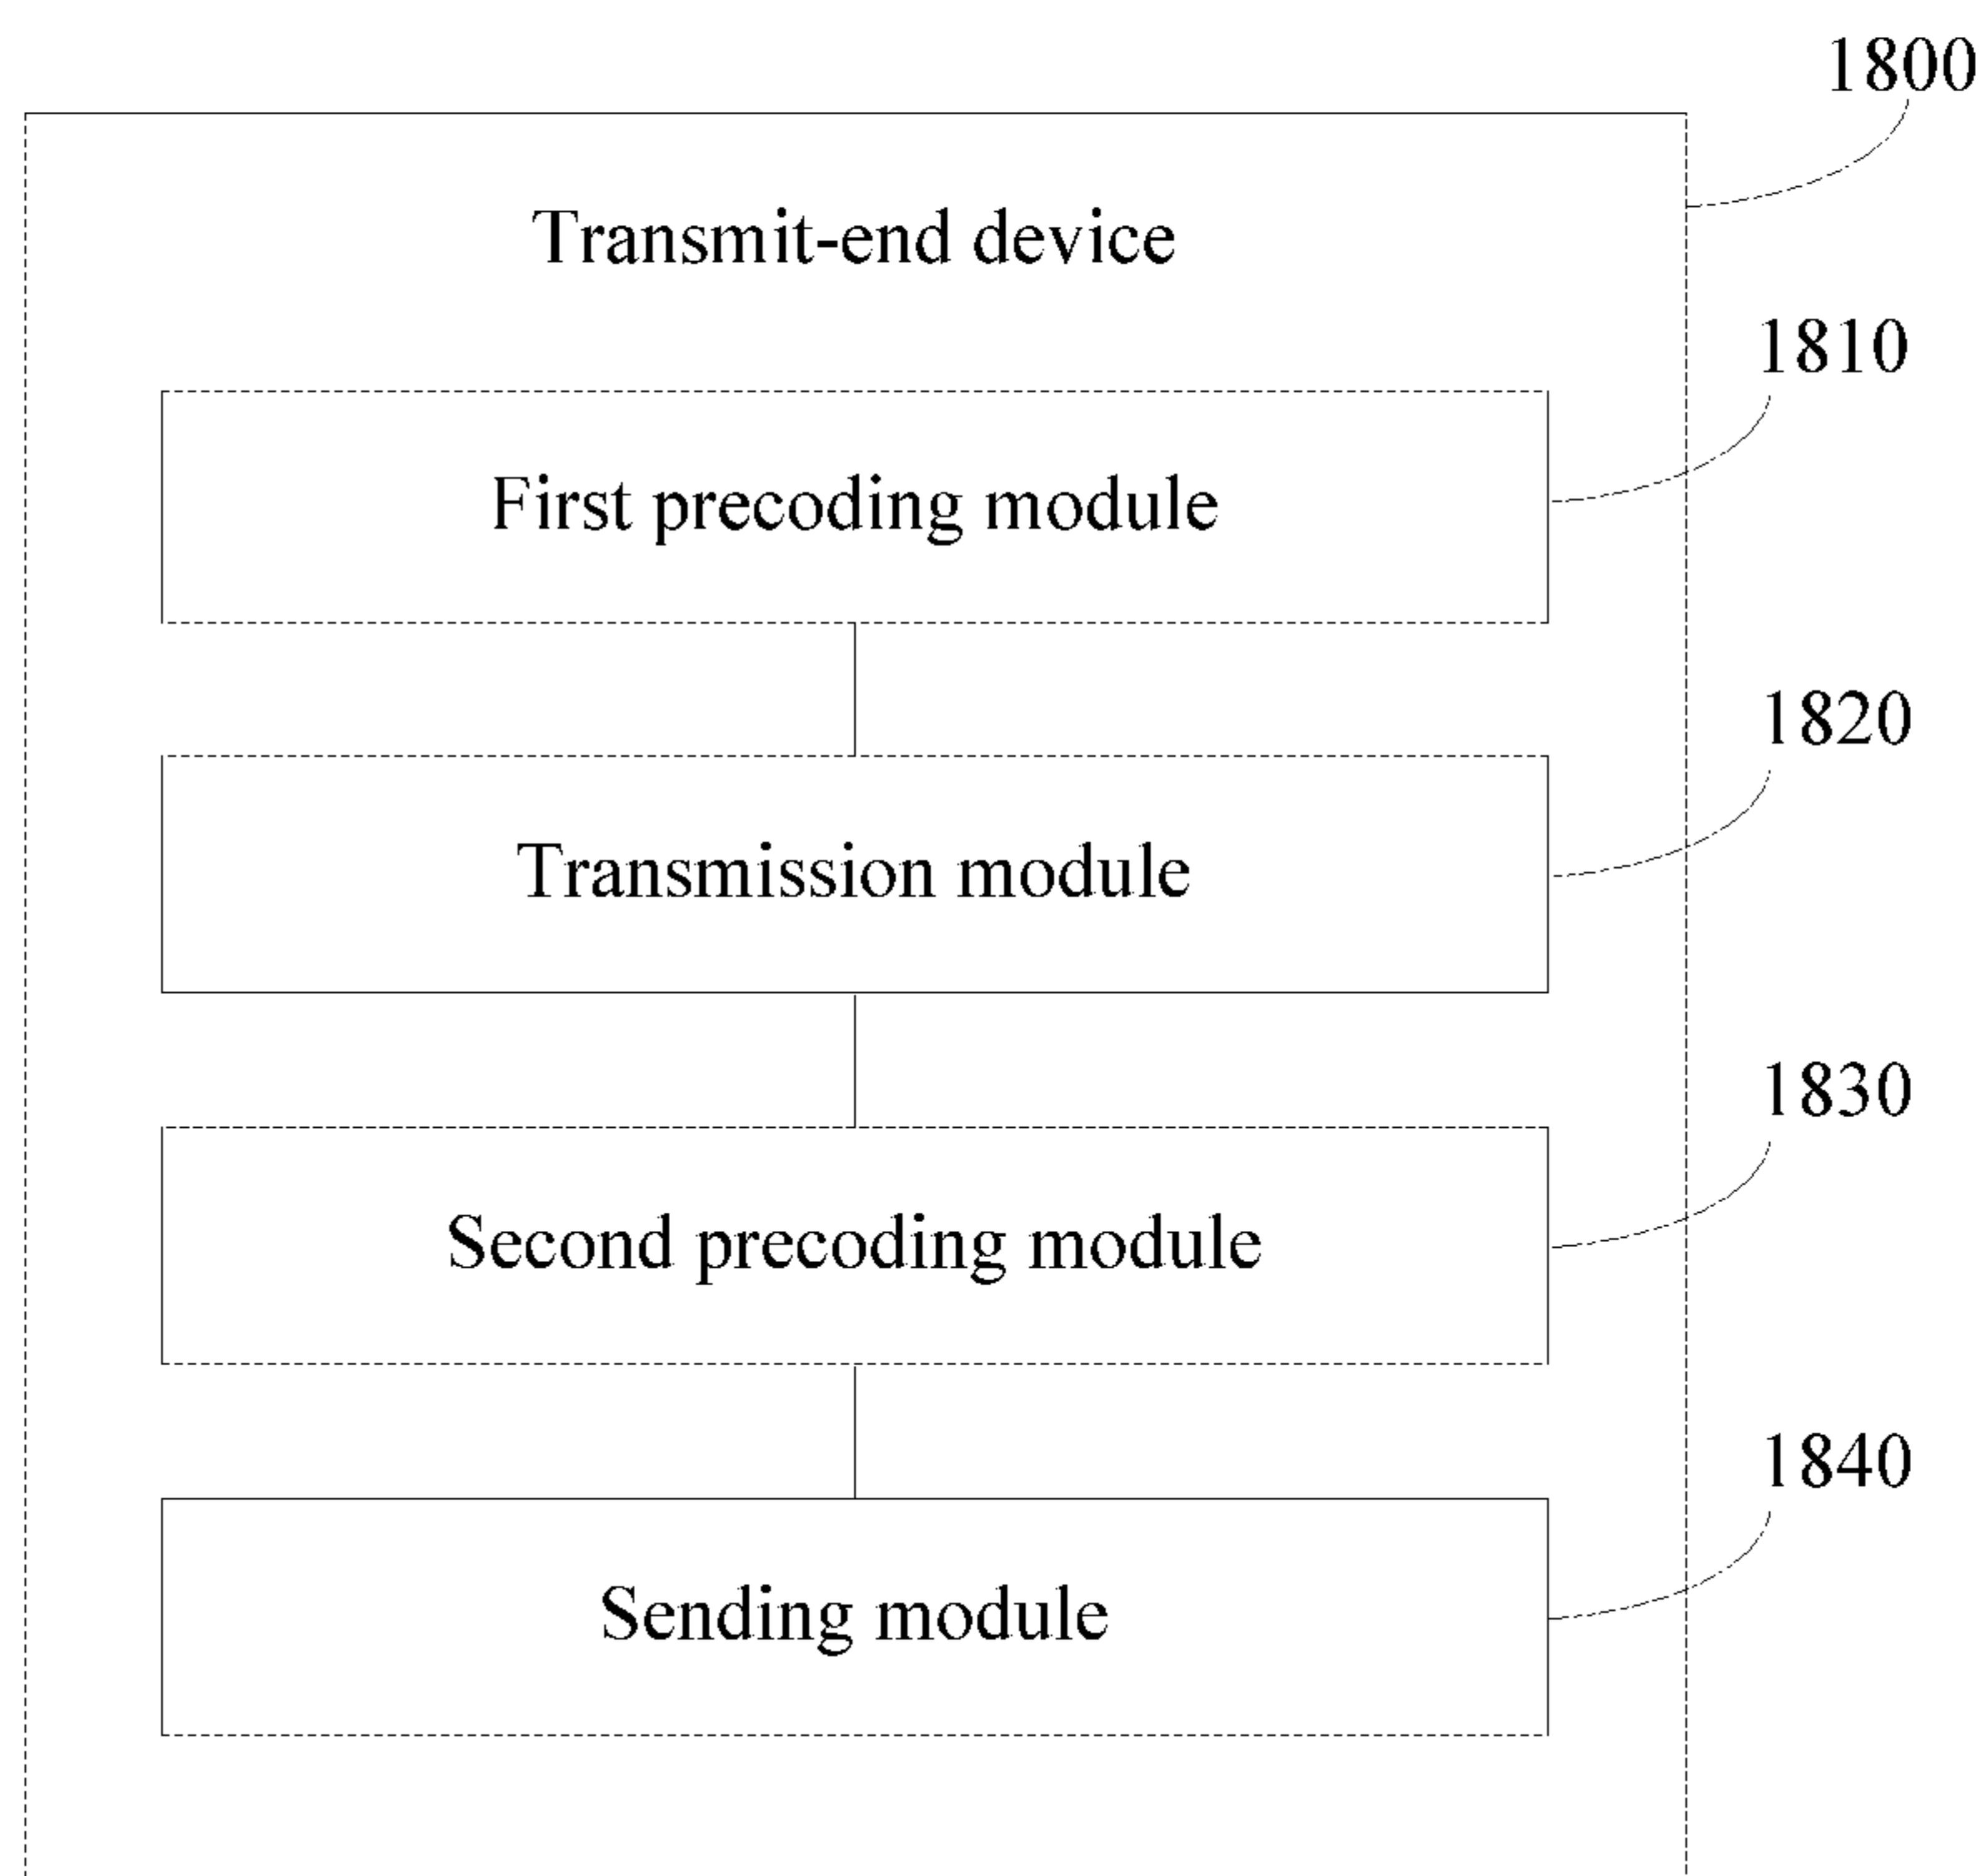 1800
Transmit-end device
1810
First precoding module
1820
Transmission module
1830
Second precoding module
1840
Sending module